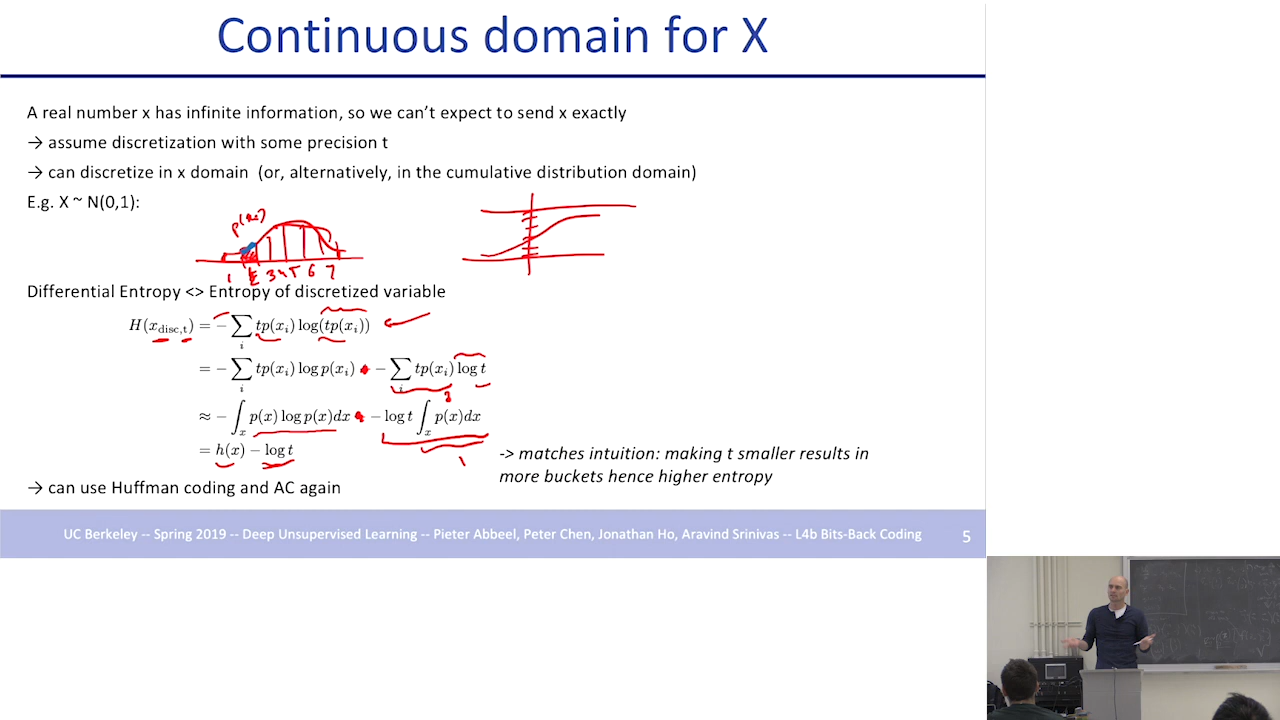 Continuous domain for X
A real number x has infinite information, so we can't expect to send x exactly
→ assume discretization with some precision t
→ can discretize in x domain (or, alternatively, in the cumulative distribution domain)
E.g. X ~ N(0,1):
Differential Entropy <> Entropy of discretized variable
H(x_disc,t) = −∑_i tp(x_i) log(tp(x_i))
= −∑_i tp(x_i) log p(x_i) − ∑_i tp(x_i) log t
≈ −∫_x p(x) log p(x)dx − log t ∫_x p(x)dx
= h(x) − log t
-> matches intuition: making t smaller results in
more buckets hence higher entropy
→ can use Huffman coding and AC again
UC Berkeley -- Spring 2019 -- Deep Unsupervised Learning -- Pieter Abbeel, Peter Chen, Jonathan Ho, Aravind Srinivas -- L4b Bits-Back Coding 5